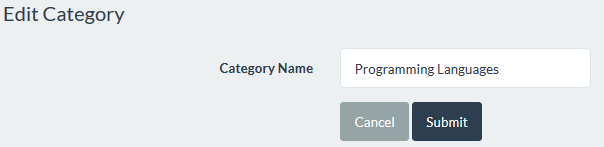 Edit Category
Category Name Programming Languages
Cancel Submit